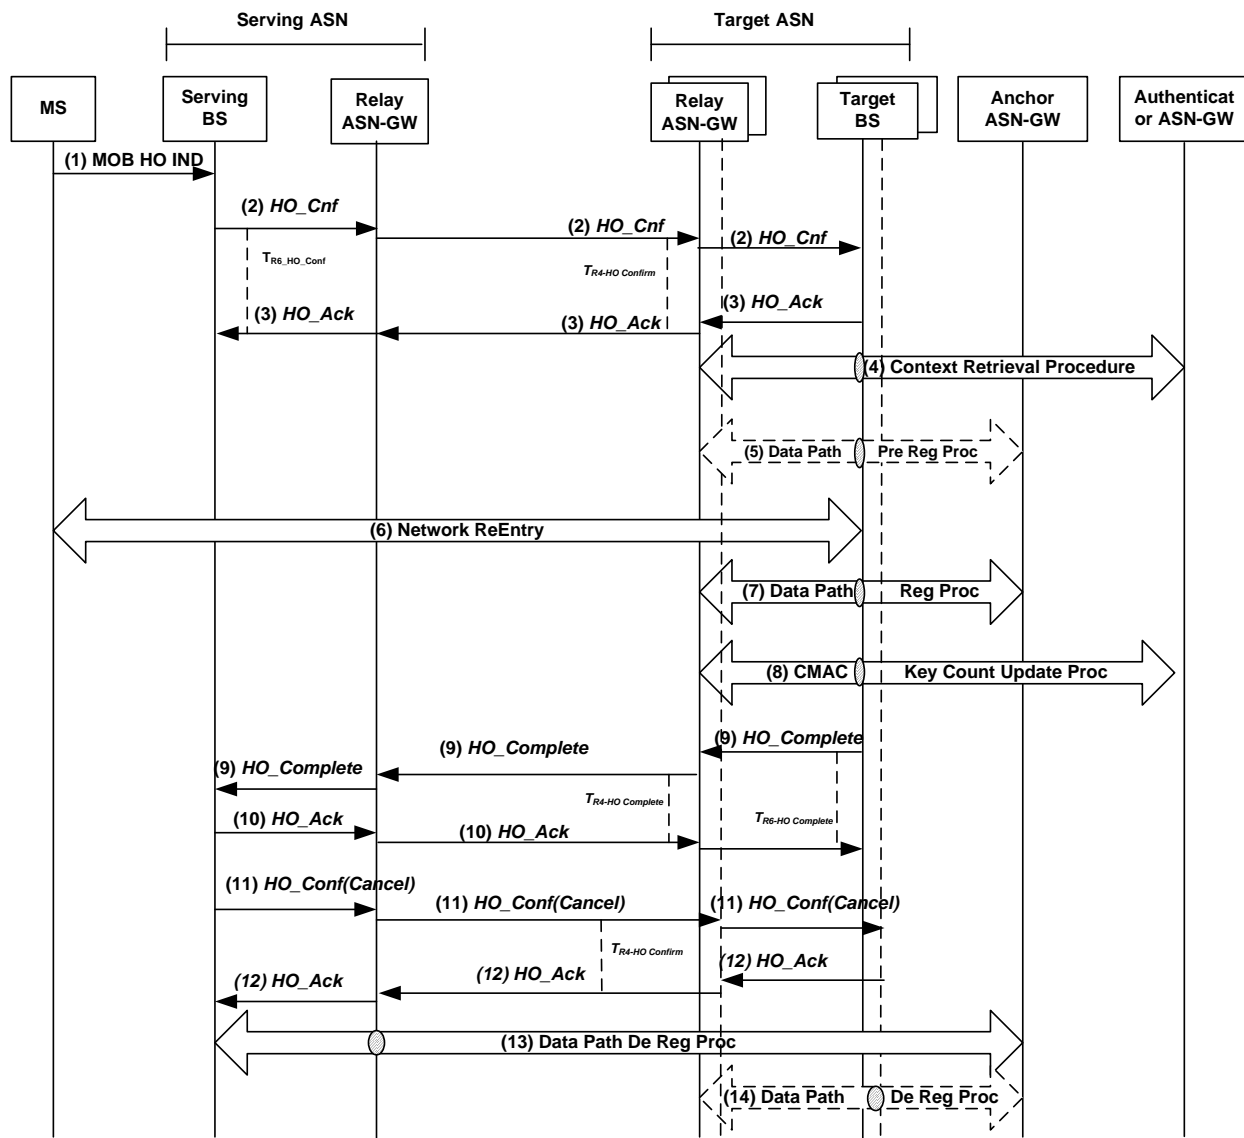 Serving ASN
Target ASN
MS
Serving
BS
Relay
ASN-GW
Relay
ASN-GW
Target
BS
Anchor
ASN-GW
Authenticat
or ASN-GW
(1) MOB HO IND
(2) HO_Cnf
(2) HO_Cnf
(2) HO_Cnf
TR6_HO_Conf
TR4-HO Confirm
(3) HO_Ack
(3) HO_Ack
(3) HO_Ack
(4) Context Retrieval Procedure
(5) Data Path Pre Reg Proc
(6) Network ReEntry
(7) Data Path Reg Proc
(8) CMAC Key Count Update Proc
(9) HO_Complete
(9) HO_Complete
(9) HO_Complete
TR4-HO Complete
TR6-HO Complete
(10) HO_Ack
(10) HO_Ack
(11) HO_Conf(Cancel)
(11) HO_Conf(Cancel)
(11) HO_Conf(Cancel)
TR4-HO Confirm
(12) HO_Ack
(12) HO_Ack
(12) HO_Ack
(13) Data Path De Reg Proc
(14) Data Path De Reg Proc